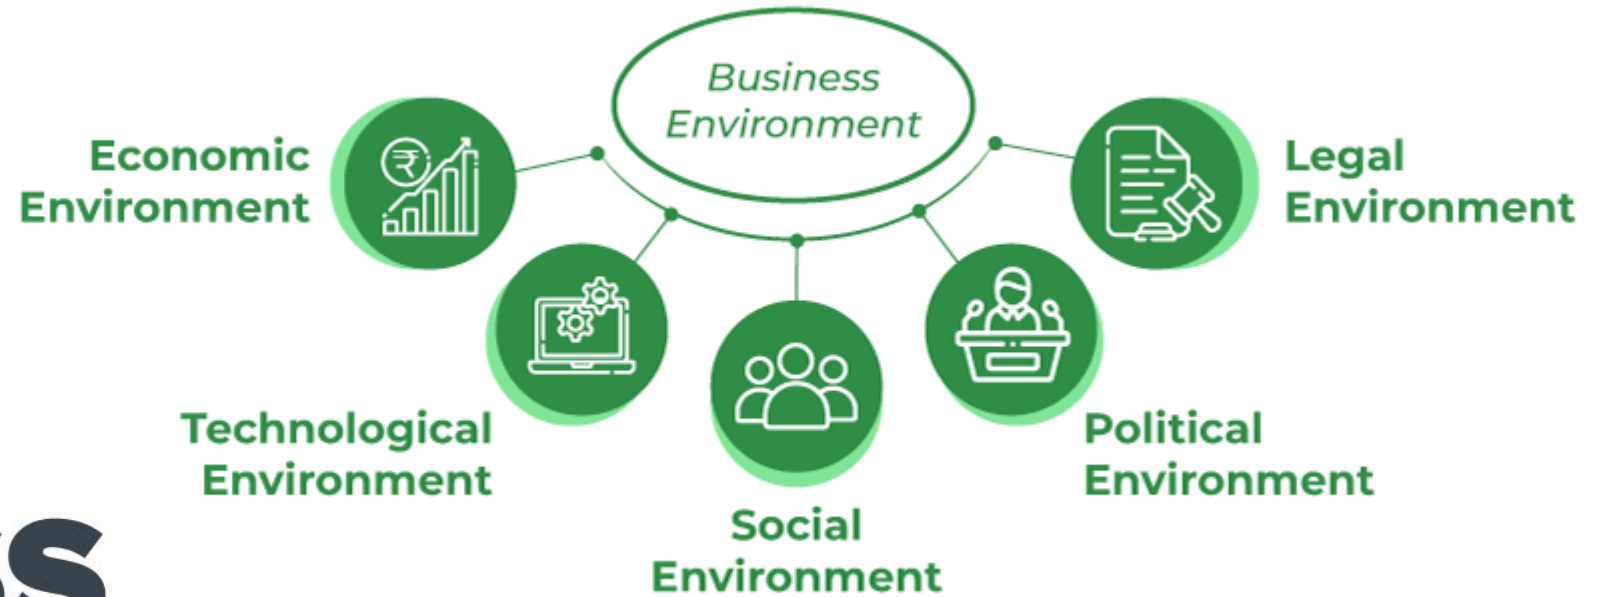 Business
Environment
Economic
Environment
Legal
Environment
Technological
Environment
Political
Environment
Social
Environment